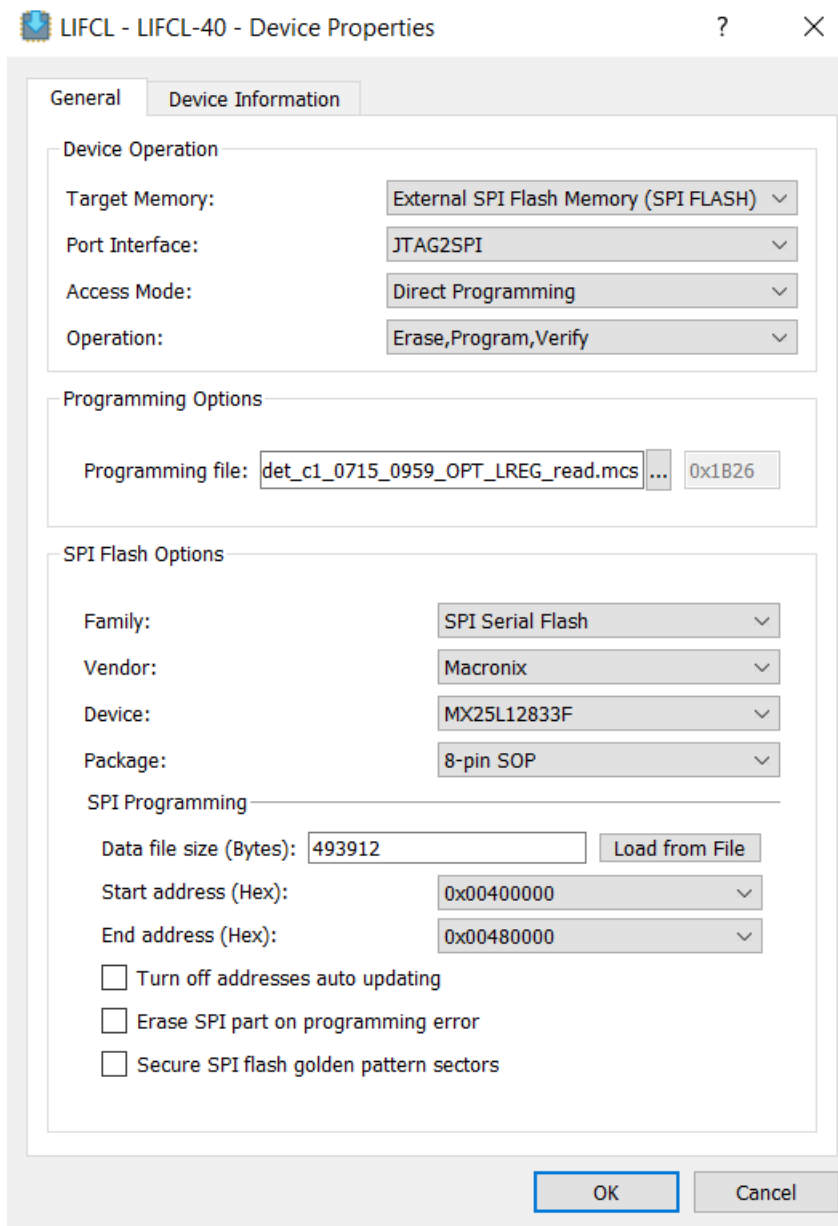 LIFCL - LIFCL-40 - Device Properties ? ×
General Device Information
Device Operation
Target Memory: External SPI Flash Memory (SPI FLASH)
Port Interface: JTAG2SPI
Access Mode: Direct Programming
Operation: Erase,Program,Verify
Programming Options
Programming file: det_c1_0715_0959_OPT_LREG_read.mcs ... 0x1B26
SPI Flash Options
Family: SPI Serial Flash
Vendor: Macronix
Device: MX25L12833F
Package: 8-pin SOP
SPI Programming
Data file size (Bytes): 493912 Load from File
Start address (Hex): 0x00400000
End address (Hex): 0x00480000
Turn off addresses auto updating
Erase SPI part on programming error
Secure SPI flash golden pattern sectors
OK Cancel